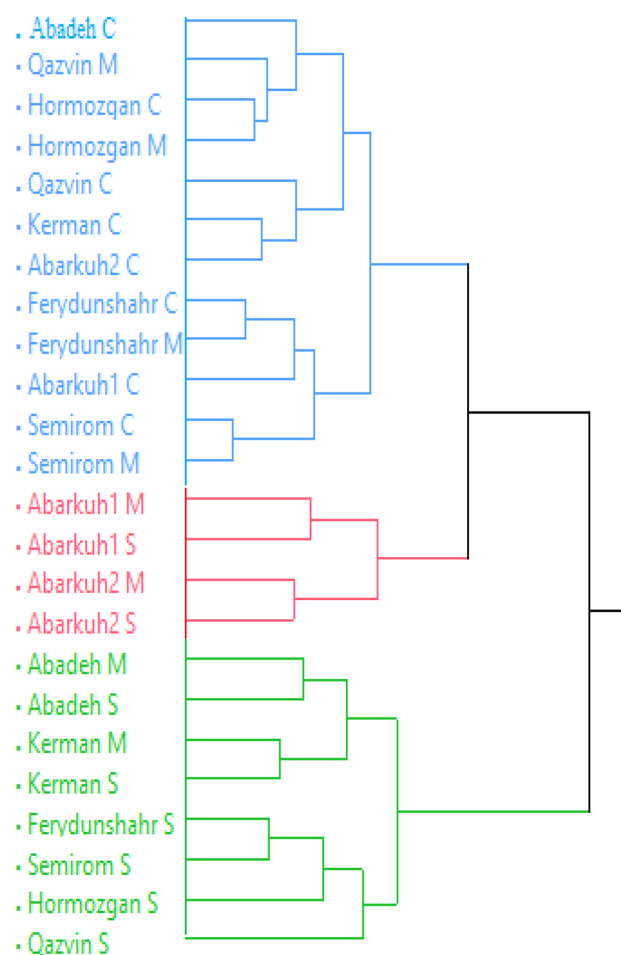 . Abadeh C
· Qazvin M
· Hormozqan C
· Hormozgan M
· Qazvin C
· Kerman C
· Abarkuh2 C
· Ferydunshahr C
· Ferydunshahr M
· Abarkuh1 C
· Semirom C
· Semirom M
· Abarkuh1 M
· Abarkuh1 S
· Abarkuh2 M
· Abarkuh2 S
· Abadeh M
· Abadeh S
· Kerman M
· Kerman S
· Ferydunshahr S
· Semirom S
· Hormozgan S
· Qazvin S